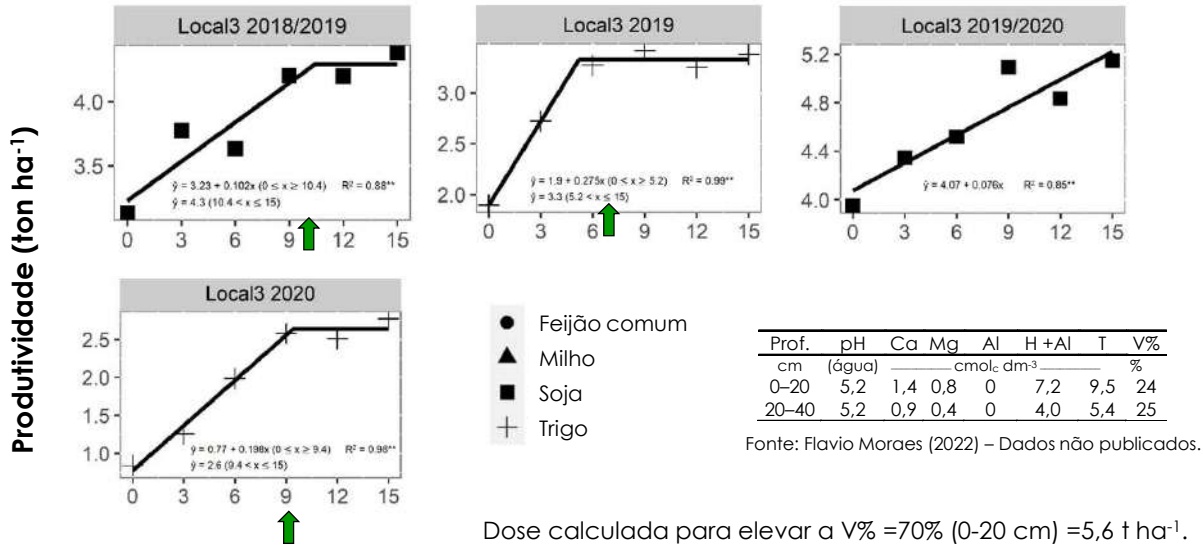 Produtividade (ton ha-1)
Local3 2018/2019
4.0
3.5
ŷ = 3.23 + 0.102x (0 ≤ x ≥ 10.4) R² = 0.88**
ŷ = 4.3 (10.4 < x ≤ 15)
0 3 6 9 12 15
Local3 2019
3.0
2.5
2.0
ŷ = 1.9 + 0.275x (0 ≤ x ≥ 5.2) R² = 0.99**
ŷ = 3.3 (5.2 < x ≤ 15)
0 3 6 9 12 15
Local3 2019/2020
5.2
4.8
4.4
4.0
ŷ = 4.07 + 0.076x R² = 0.85**
0 3 6 9 12 15
Local3 2020
2.5
2.0
1.5
1.0
ŷ = 0.77 + 0.198x (0 ≤ x ≥ 9.4) R² = 0.98**
ŷ = 2.6 (9.4 < x ≤ 15)
0 3 6 9 12 15
Feijão comum
Milho
Soja
Trigo
Prof. pH Ca Mg Al H +Al T V%
cm (água) cmolc dm-3 %
0–20 5,2 1,4 0,8 0 7,2 9,5 24
20–40 5,2 0,9 0,4 0 4,0 5,4 25
Fonte: Flavio Moraes (2022) – Dados não publicados.
Dose calculada para elevar a V% =70% (0-20 cm) =5,6 t ha-1.